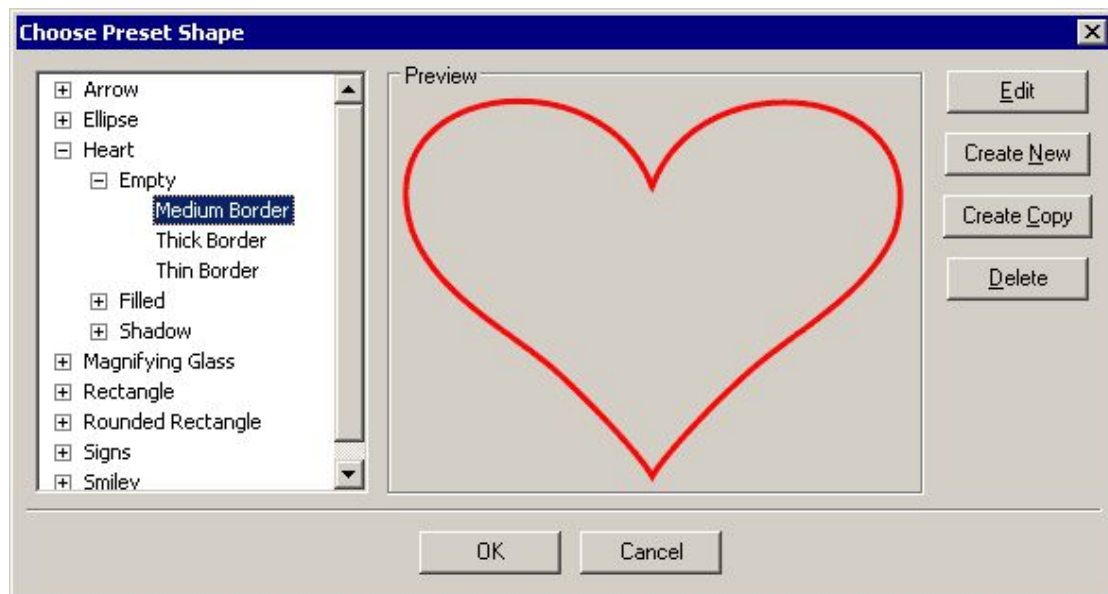 Choose Preset Shape
Arrow
Ellipse
Heart
Empty
Medium Border
Thick Border
Thin Border
Filled
Shadow
Magnifying Glass
Rectangle
Rounded Rectangle
Signs
Smiley
Preview
Edit
Create New
Create Copy
Delete
OK
Cancel